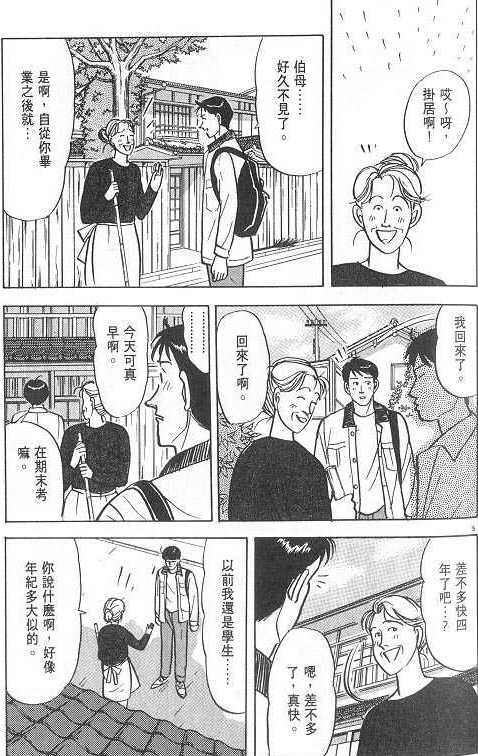 哎～呀，
掛居啊！
伯母……
好久不見了。
是啊，自從你畢
業之後就…
我回來了。
回來了啊。
………
今天可真
早啊。
在期末考
嘛。
5
差不多快四
年了吧…？
嗯，差不多
了，真快。
以前我還是學生……
你說什麼啊，好像
年紀多大似的。